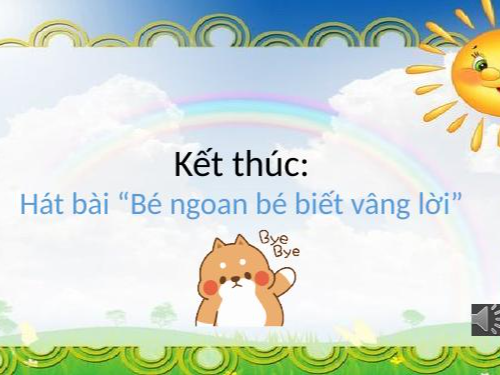 Kết thúc:
Hát bài “Bé ngoan bé biết vâng lời”
Bye
Bye